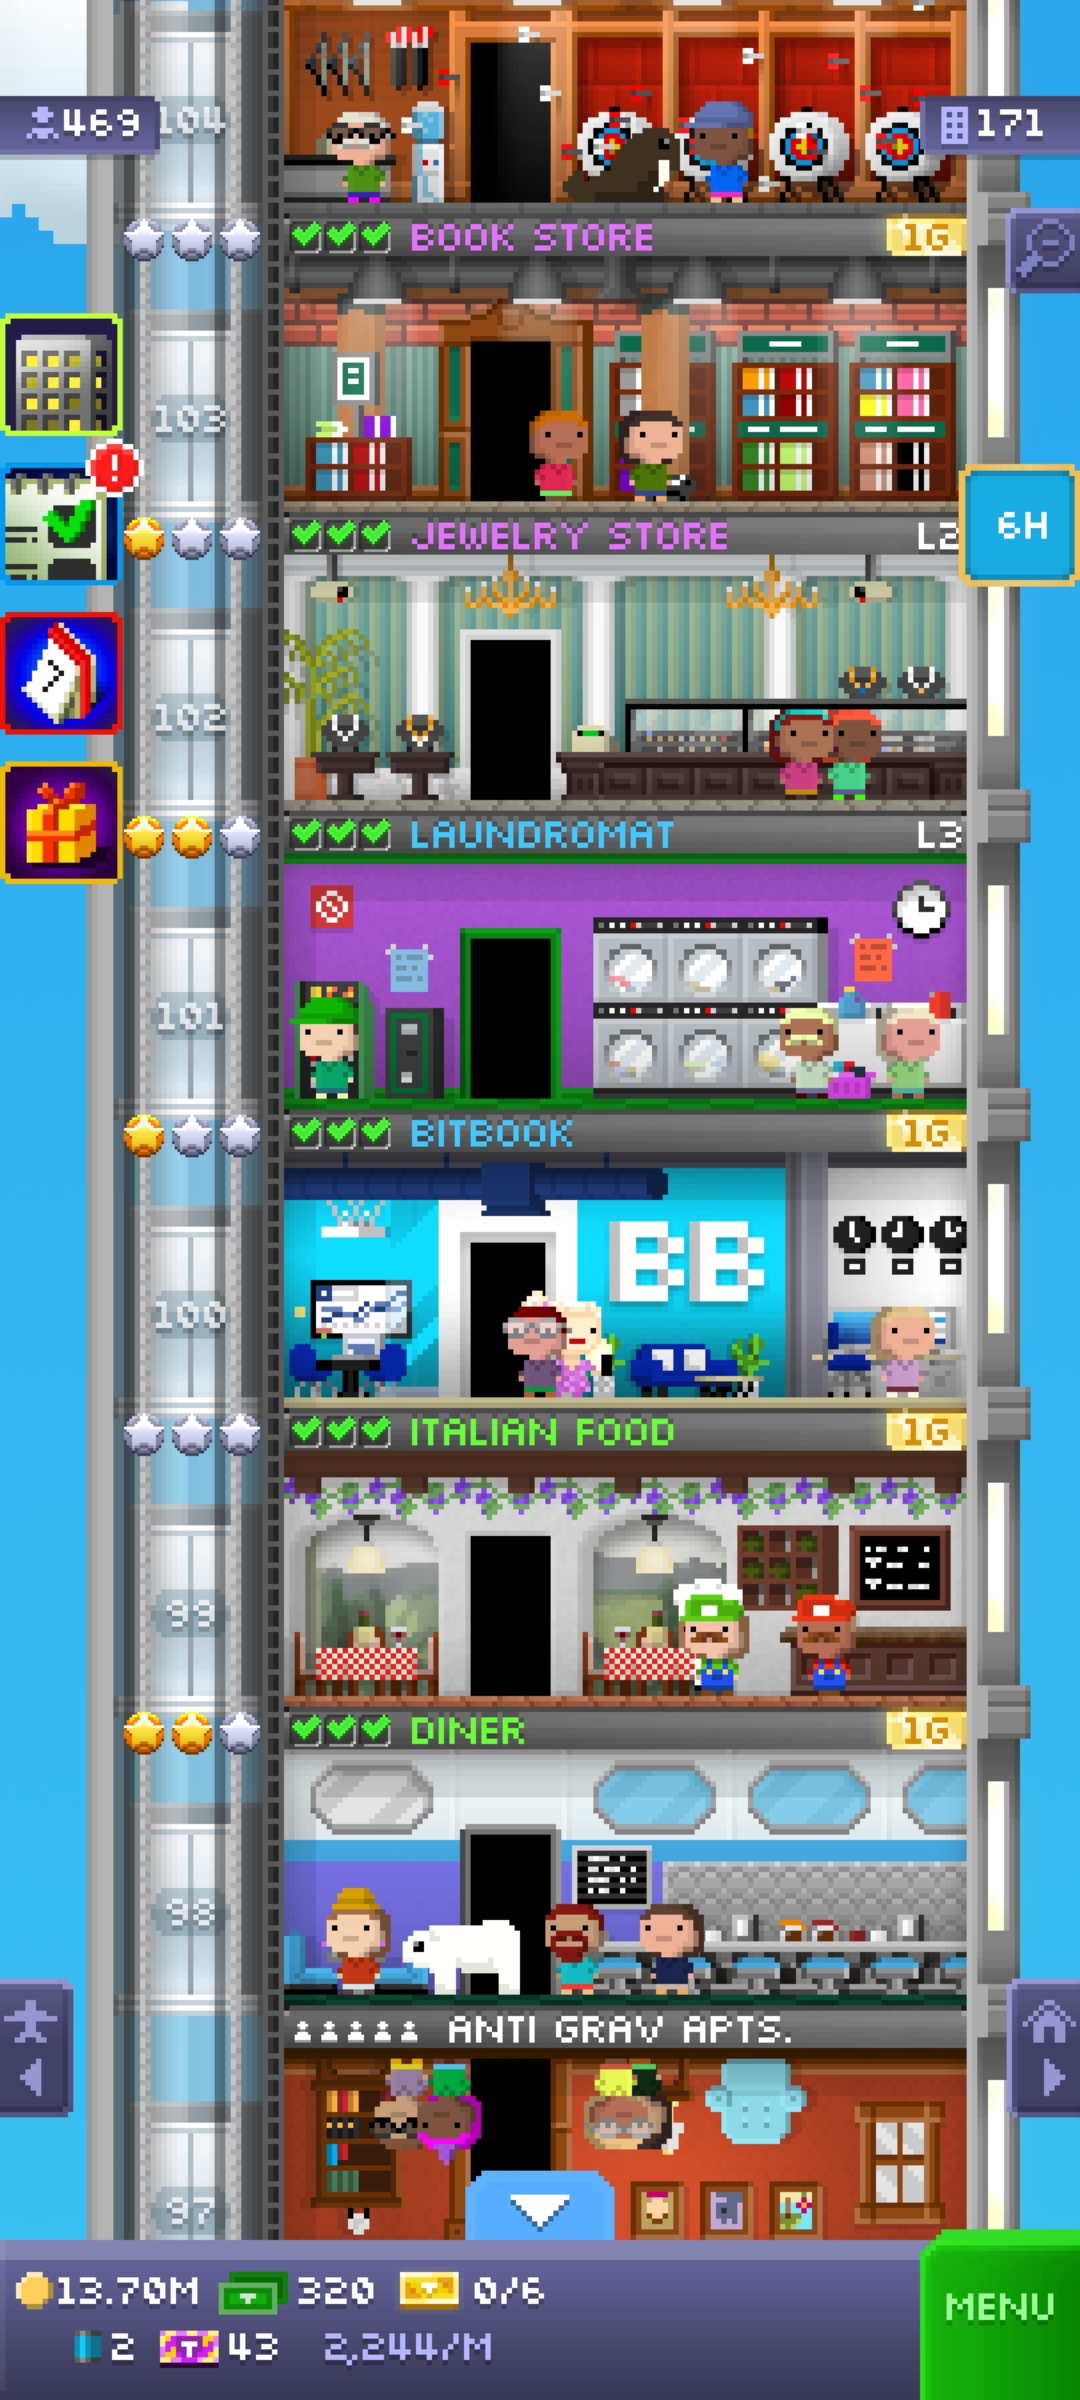 469
104
171
BOOK STORE
1G
103
6H
JEWELRY STORE
L2
102
LAUNDROMAT
L3
101
BITBOOK
1G
BB
100
ITALIAN FOOD
1G
99
DINER
1G
98
ANTI GRAV APTS.
97
13.70M
320
0/6
MENU
2
T
43
2,244/M